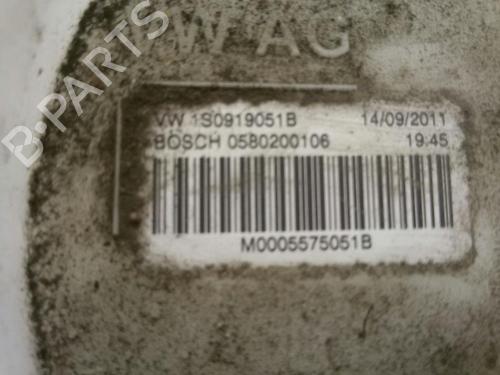 B-PARTS
W AG
VW 1S0919051B 14/09/2011
BOSCH 0580200106 19:45
M0005575051B